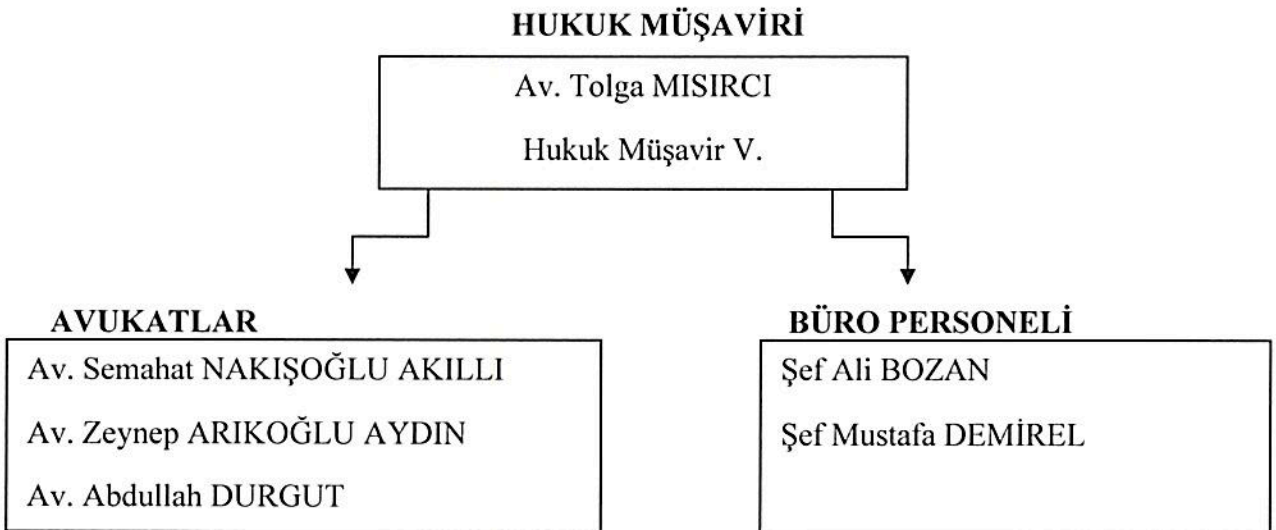 HUKUK MÜŞAVİRİ
Av. Tolga MISIRCI
Hukuk Müşavir V.
AVUKATLAR
Av. Semahat NAKIŞOĞLU AKILLI
Av. Zeynep ARIKOĞLU AYDIN
Av. Abdullah DURGUT
BÜRO PERSONELİ
Şef Ali BOZAN
Şef Mustafa DEMİREL